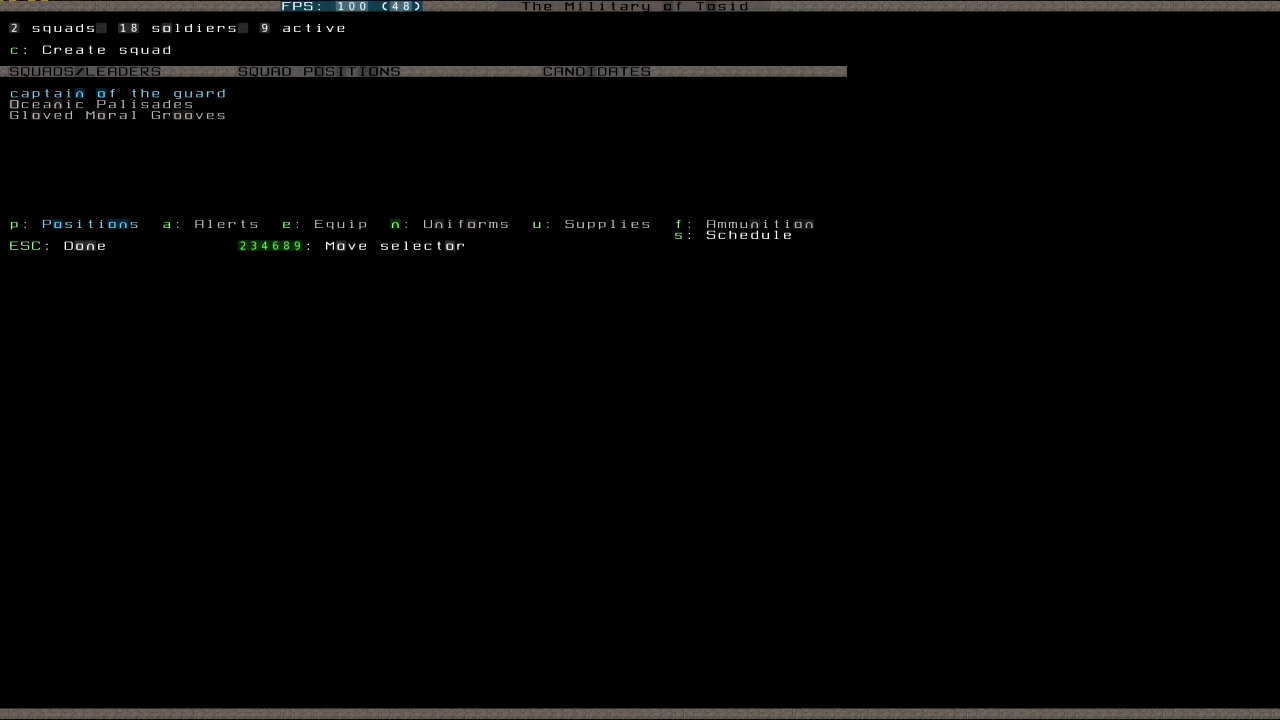 FPS: 100 (48) The Military of Tosid
2 squads 18 soldiers 9 active
c: Create squad
SQUADS/LEADERS SQUAD POSITIONS CANDIDATES
captain of the guard
Oceanic Palisades
Gloved Moral Grooves
p: Positions a: Alerts e: Equip n: Uniforms u: Supplies f: Ammunition
s: Schedule
ESC: Done 234689: Move selector